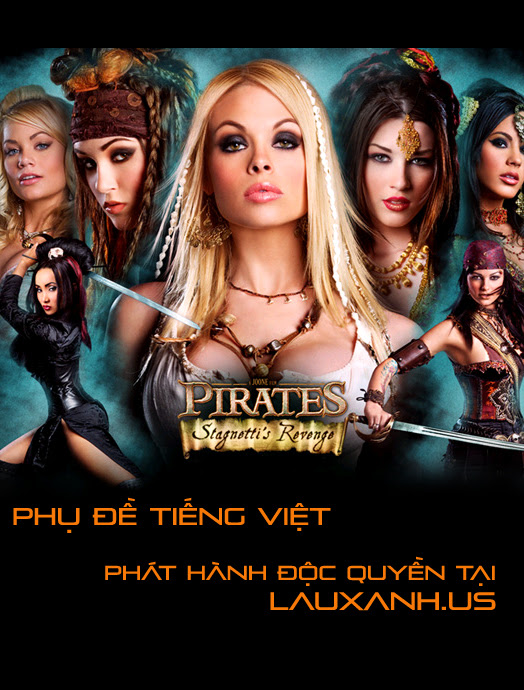 A JOONE FILM
PIRATES
Stagnetti's Revenge
PHỤ ĐỀ TIẾNG VIỆT
PHÁT HÀNH ĐỘC QUYỀN TẠI
LAUXANH.US